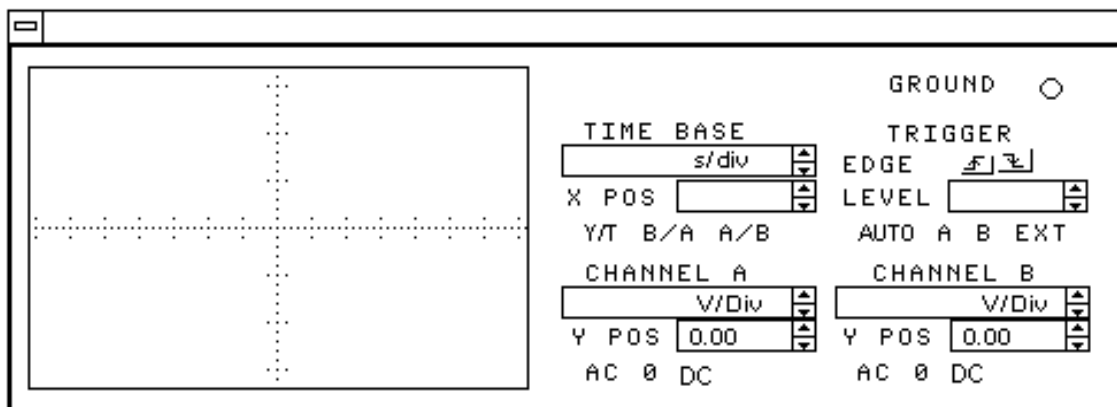 GROUND
TIME BASE
TRIGGER
s/div
EDGE
X POS
LEVEL
Y/T B/A A/B
AUTO A B EXT
CHANNEL A
CHANNEL B
V/Div
V/Div
Y POS 0.00
Y POS 0.00
AC 0 DC
AC 0 DC